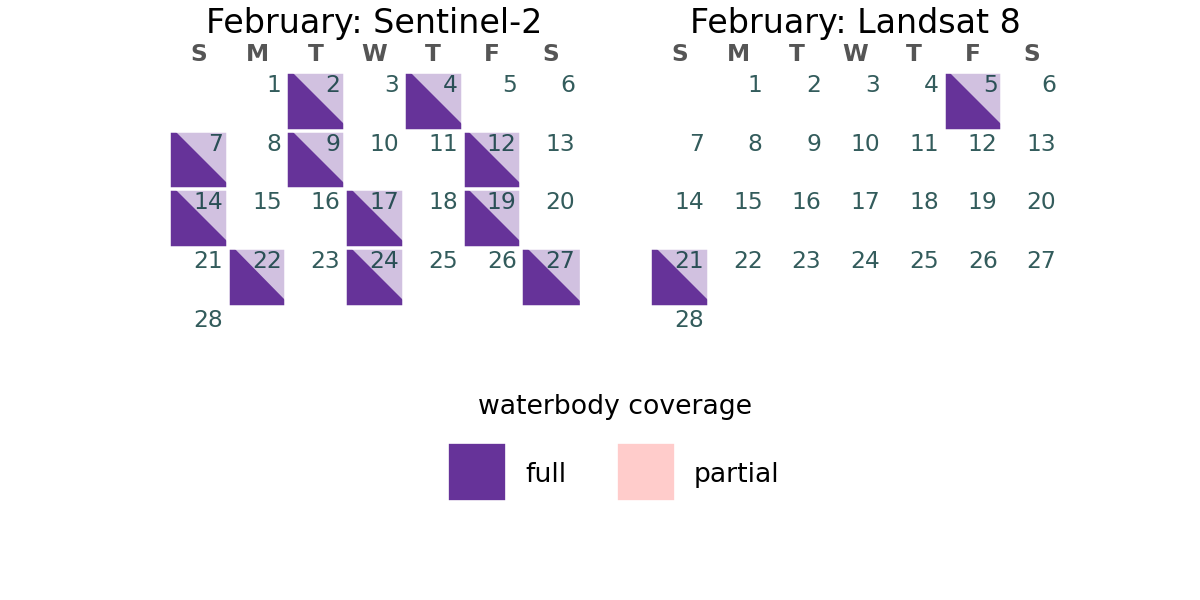 February: Sentinel-2
S M T W T F S
1 2 3 4 5 6
7 8 9 10 11 12 13
14 15 16 17 18 19 20
21 22 23 24 25 26 27
28
February: Landsat 8
S M T W T F S
1 2 3 4 5 6
7 8 9 10 11 12 13
14 15 16 17 18 19 20
21 22 23 24 25 26 27
28
waterbody coverage
full partial